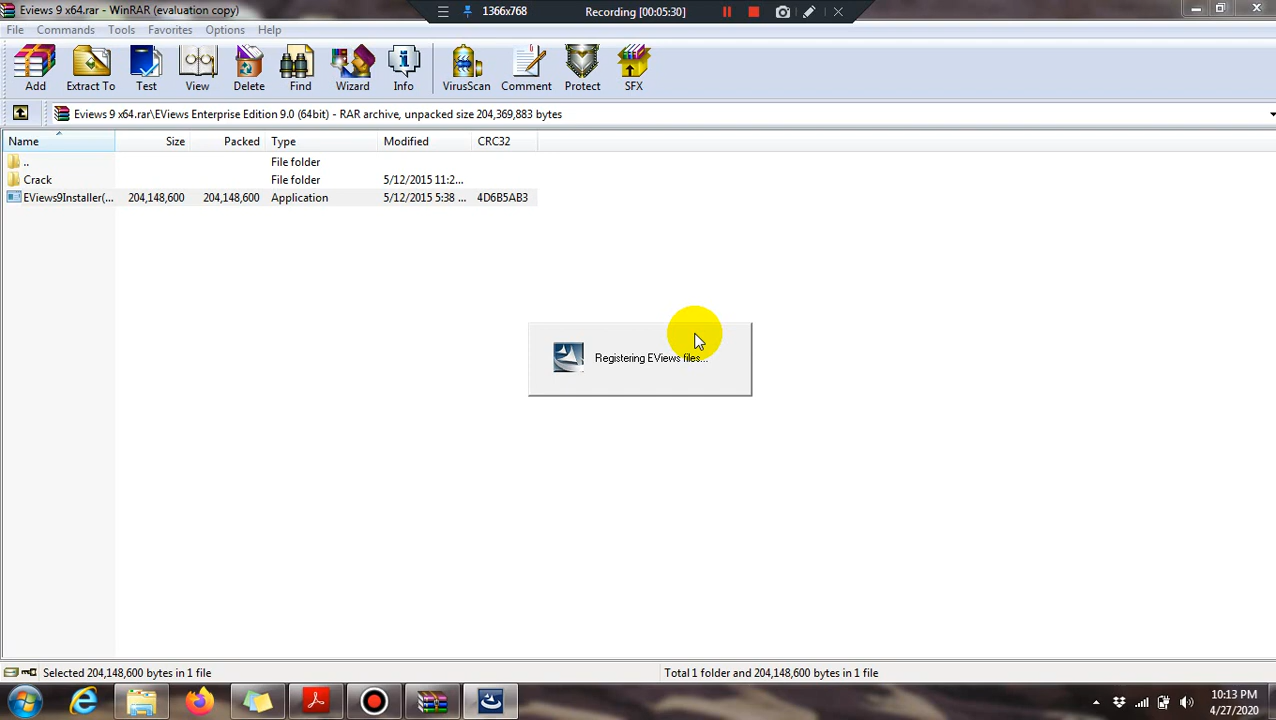 Eviews 9 x64.rar - WinRAR (evaluation copy)
1366x768
Recording [00:05:30]
File Commands Tools Favorites Options Help
Add Extract To Test View Delete Find Wizard Info VirusScan Comment Protect SFX
Eviews 9 x64.rar\EViews Enterprise Edition 9.0 (64bit) - RAR archive, unpacked size 204,369,883 bytes
Name Size Packed Type Modified CRC32
.. File folder
Crack File folder 5/12/2015 11:2...
EViews9Installer(... 204,148,600 204,148,600 Application 5/12/2015 5:38 ... 4D6B5AB3
Registering EViews files...
Selected 204,148,600 bytes in 1 file Total 1 folder and 204,148,600 bytes in 1 file
10:13 PM
4/27/2020